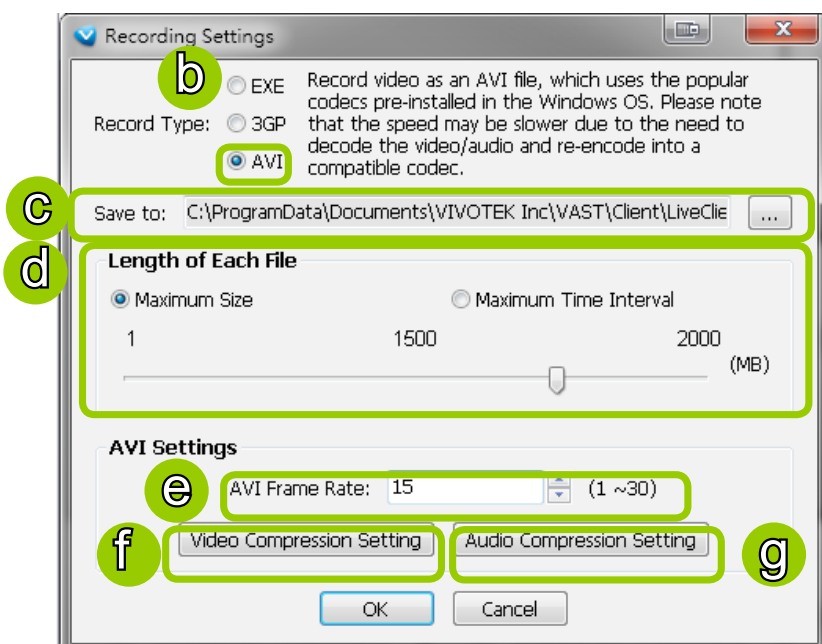 Recording Settings
b
EXE
Record video as an AVI file, which uses the popular
codecs pre-installed in the Windows OS. Please note
Record Type:
3GP
that the speed may be slower due to the need to
decode the video/audio and re-encode into a
AVI
compatible codec.
c
Save to: C:\ProgramData\Documents\VIVOTEK Inc\VAST\Client\LiveClie ...
d
Length of Each File
Maximum Size Maximum Time Interval
1 1500 2000
(MB)
AVI Settings
e
AVI Frame Rate: 15 (1 ~30)
f
Video Compression Setting Audio Compression Setting
g
OK Cancel